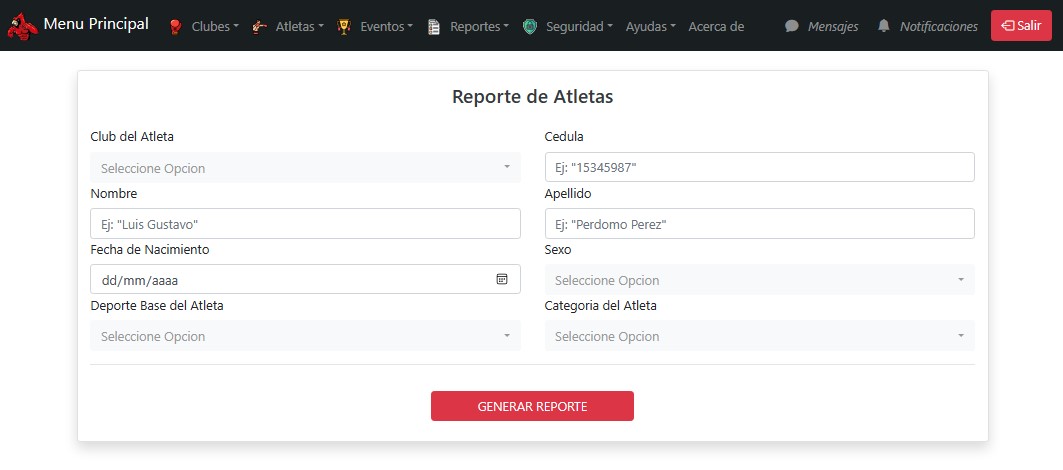 Menu Principal Clubes Atletas Eventos Reportes Seguridad Ayudas Acerca de Mensajes Notificaciones Salir
Reporte de Atletas
Club del Atleta
Seleccione Opcion
Cedula
Ej: "15345987"
Nombre
Ej: "Luis Gustavo"
Apellido
Ej: "Perdomo Perez"
Fecha de Nacimiento
dd/mm/aaaa
Sexo
Seleccione Opcion
Deporte Base del Atleta
Seleccione Opcion
Categoria del Atleta
Seleccione Opcion
GENERAR REPORTE